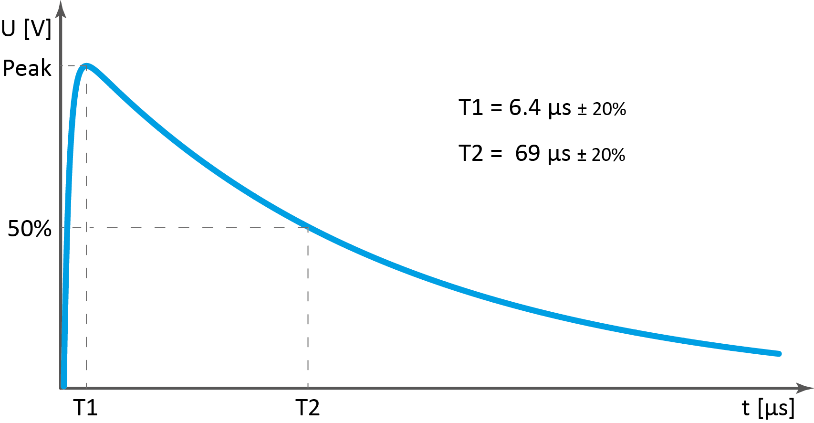 U [V]
Peak
T1 = 6.4 µs ± 20%
T2 =  69 µs ± 20%
50%
T1
T2
t [µs]